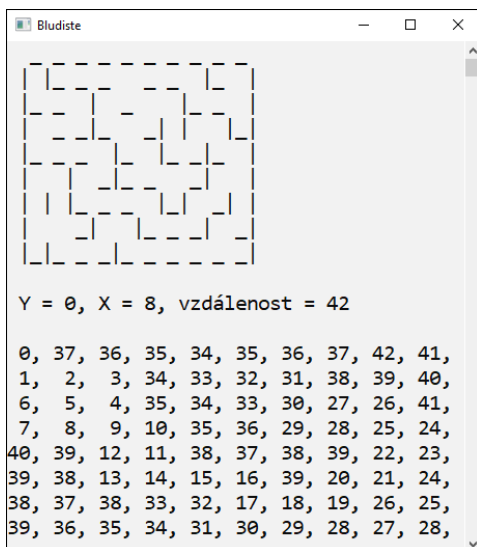 Bludiste
Y = 0, X = 8, vzdálenost = 42
0, 37, 36, 35, 34, 35, 36, 37, 42, 41,
1, 2, 3, 34, 33, 32, 31, 38, 39, 40,
6, 5, 4, 35, 34, 33, 30, 27, 26, 41,
7, 8, 9, 10, 35, 36, 29, 28, 25, 24,
40, 39, 12, 11, 38, 37, 38, 39, 22, 23,
39, 38, 13, 14, 15, 16, 39, 20, 21, 24,
38, 37, 38, 33, 32, 17, 18, 19, 26, 25,
39, 36, 35, 34, 31, 30, 29, 28, 27, 28,